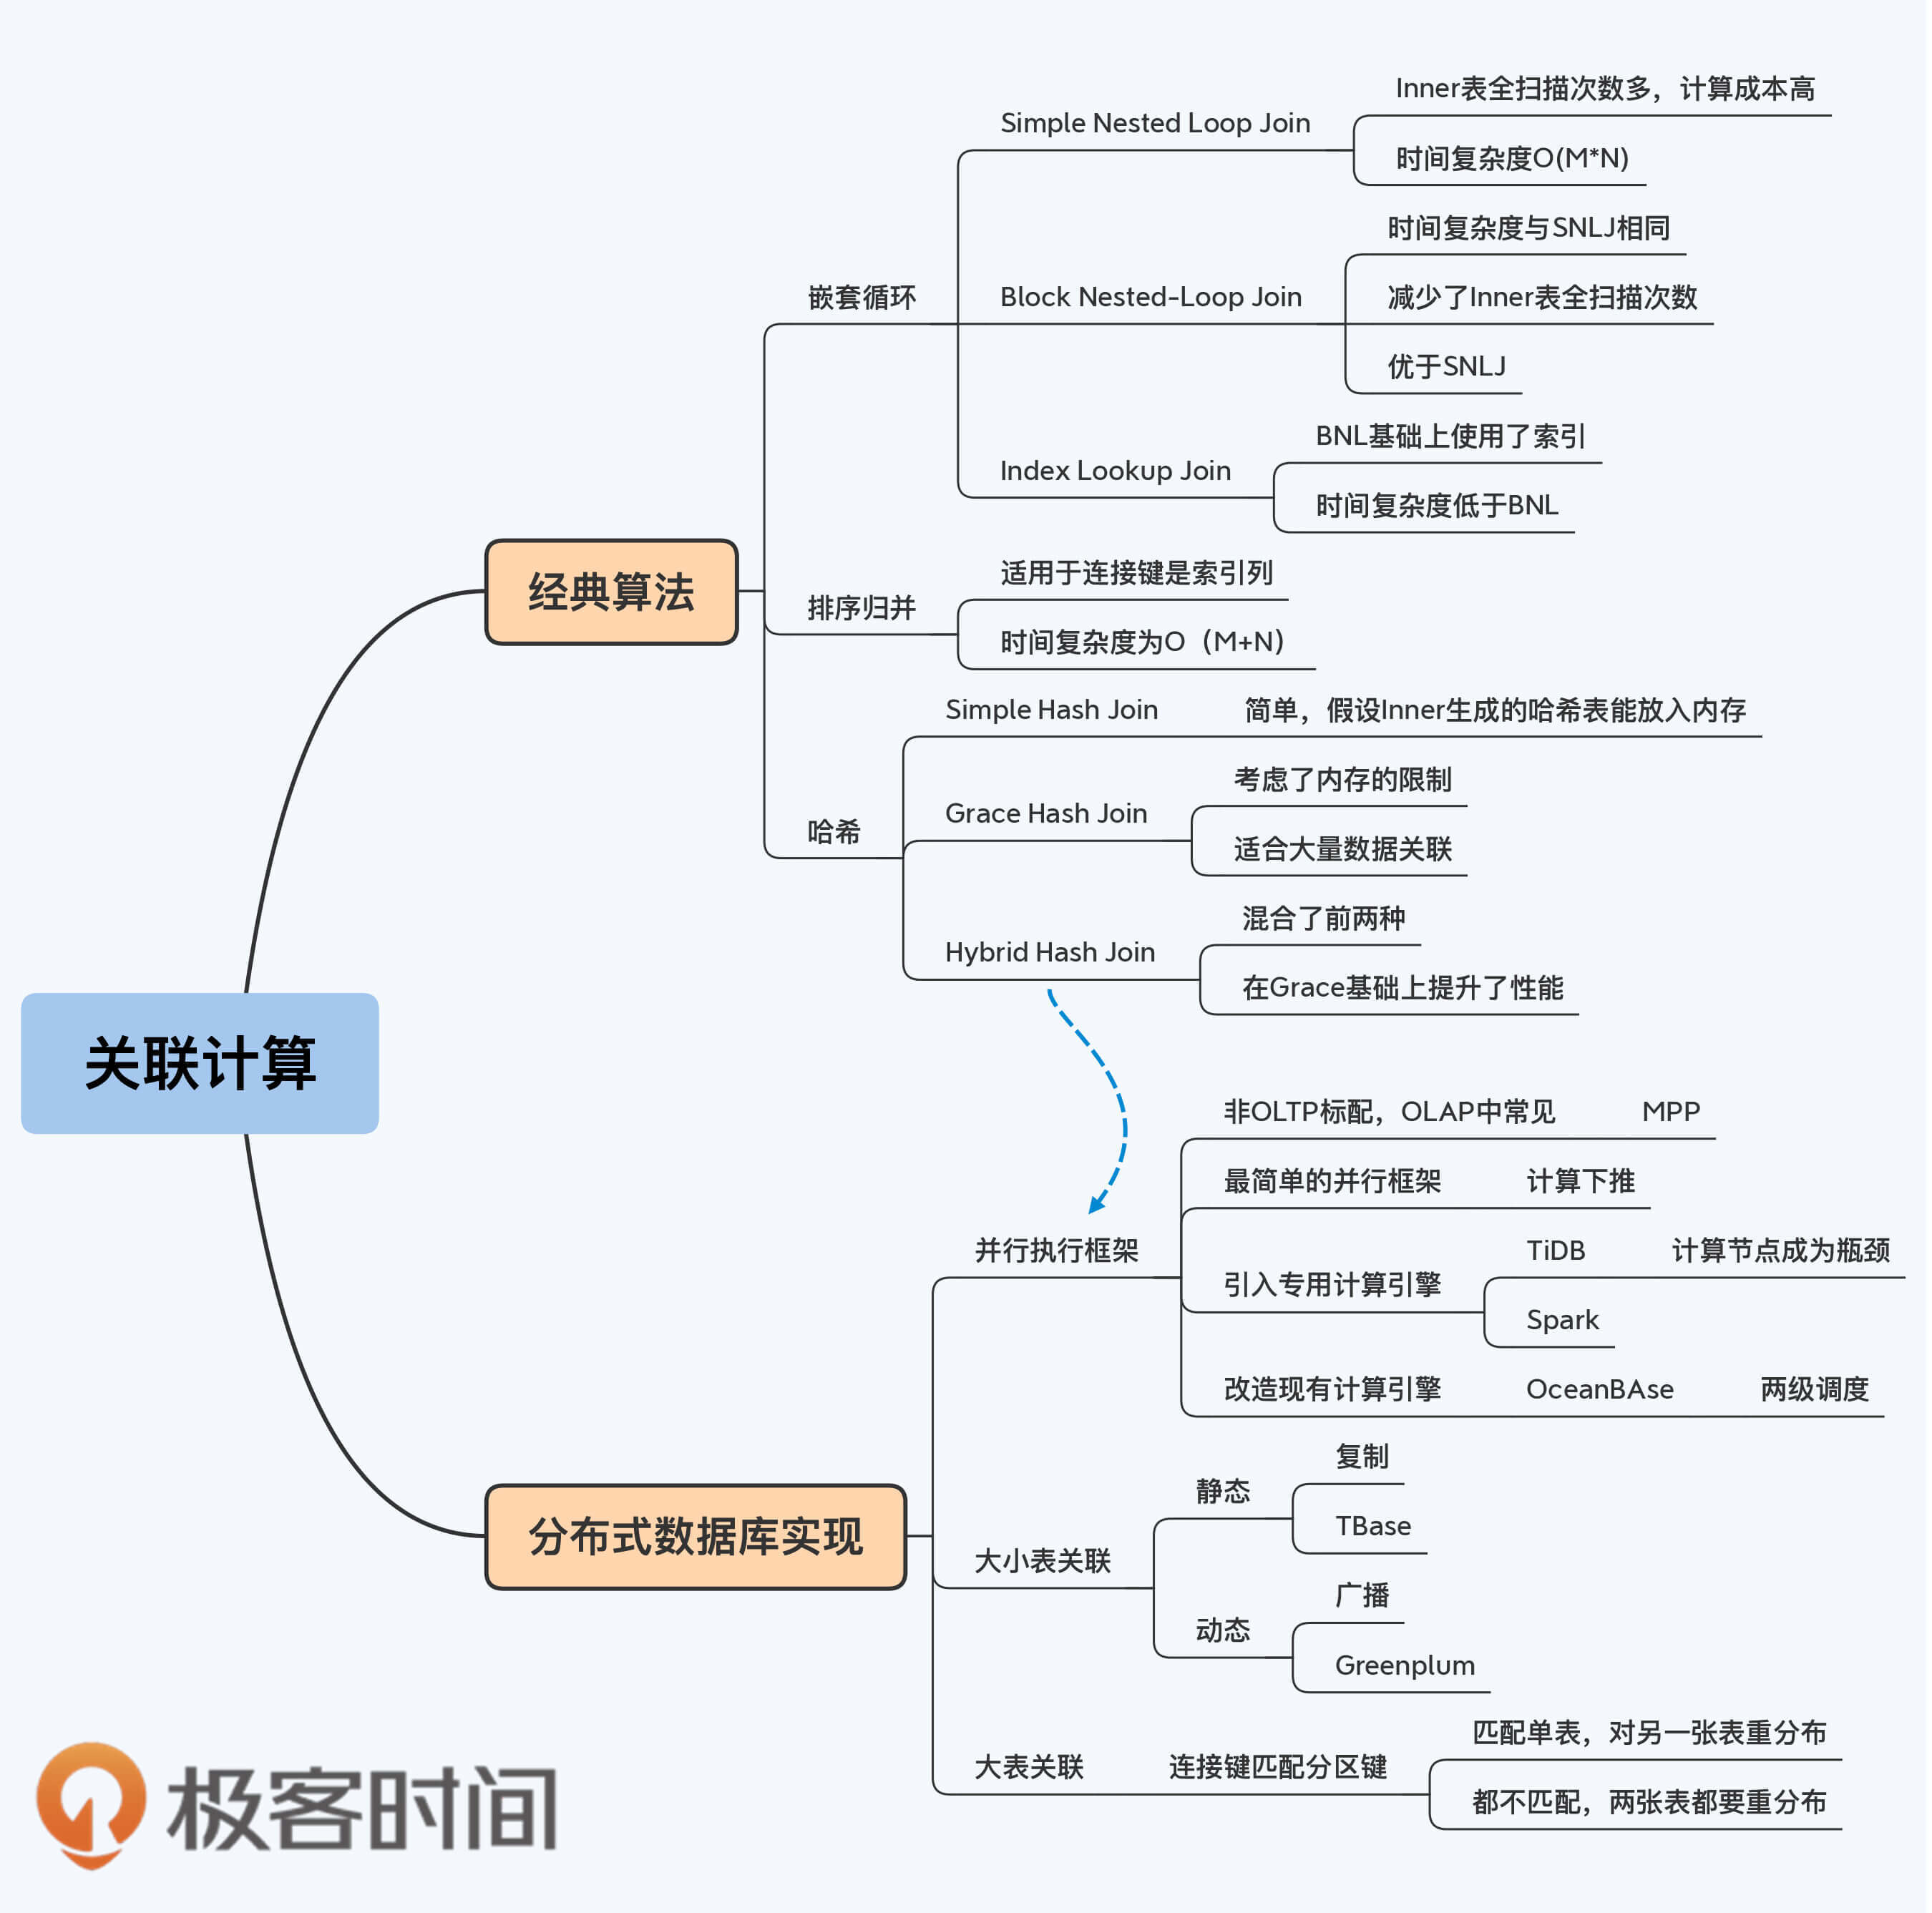 关联计算
经典算法
嵌套循环
Simple Nested Loop Join
Inner表全扫描次数多，计算成本高
时间复杂度O(M*N)
Block Nested-Loop Join
时间复杂度与SNLJ相同
减少了Inner表全扫描次数
优于SNLJ
Index Lookup Join
BNL基础上使用了索引
时间复杂度低于BNL
排序归并
适用于连接键是索引列
时间复杂度为O（M+N）
哈希
Simple Hash Join
简单，假设Inner生成的哈希表能放入内存
Grace Hash Join
考虑了内存的限制
适合大量数据关联
Hybrid Hash Join
混合了前两种
在Grace基础上提升了性能
分布式数据库实现
并行执行框架
非OLTP标配，OLAP中常见
MPP
最简单的并行框架
计算下推
引入专用计算引擎
TiDB
计算节点成为瓶颈
Spark
改造现有计算引擎
OceanBAse
两级调度
大小表关联
静态
复制
TBase
动态
广播
Greenplum
大表关联
连接键匹配分区键
匹配单表，对另一张表重分布
都不匹配，两张表都要重分布
极客时间